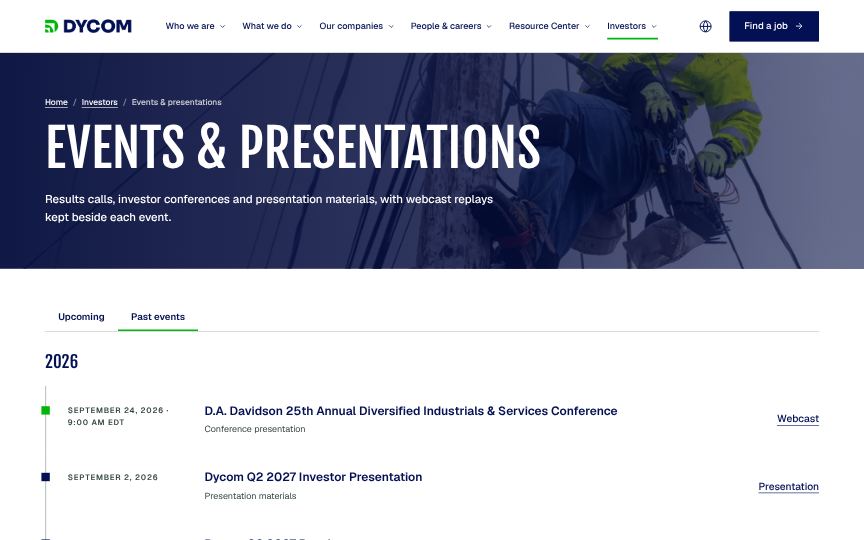 DYCOM
Who we are
What we do
Our companies
People & careers
Resource Center
Investors
Find a job
Home / Investors / Events & presentations
EVENTS & PRESENTATIONS
Results calls, investor conferences and presentation materials, with webcast replays
kept beside each event.
Upcoming
Past events
2026
SEPTEMBER 24, 2026 ·
9:00 AM EDT
D.A. Davidson 25th Annual Diversified Industrials & Services Conference
Conference presentation
Webcast
SEPTEMBER 2, 2026
Dycom Q2 2027 Investor Presentation
Presentation materials
Presentation